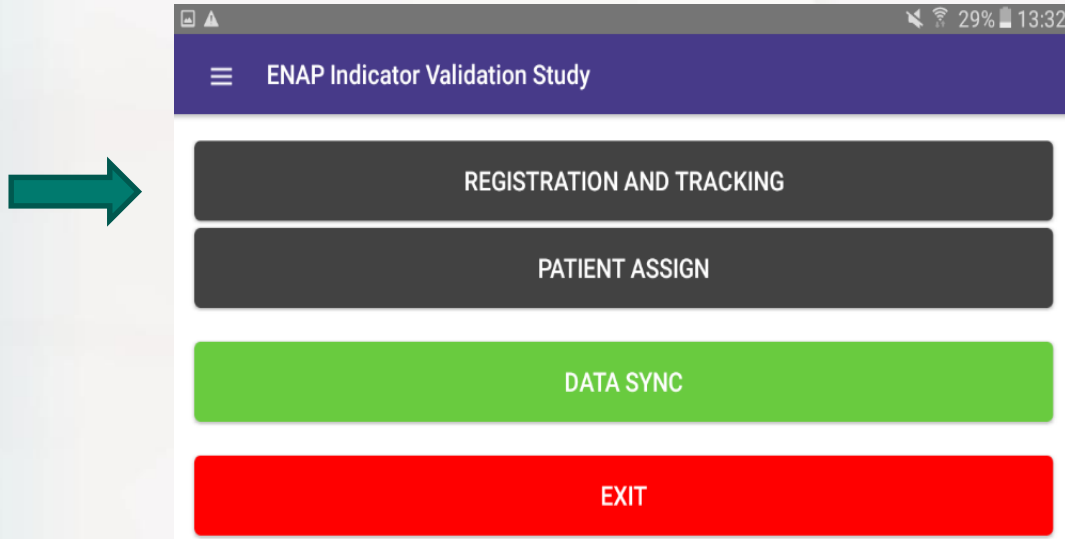 29% 13:32
ENAP Indicator Validation Study
REGISTRATION AND TRACKING
PATIENT ASSIGN
DATA SYNC
EXIT